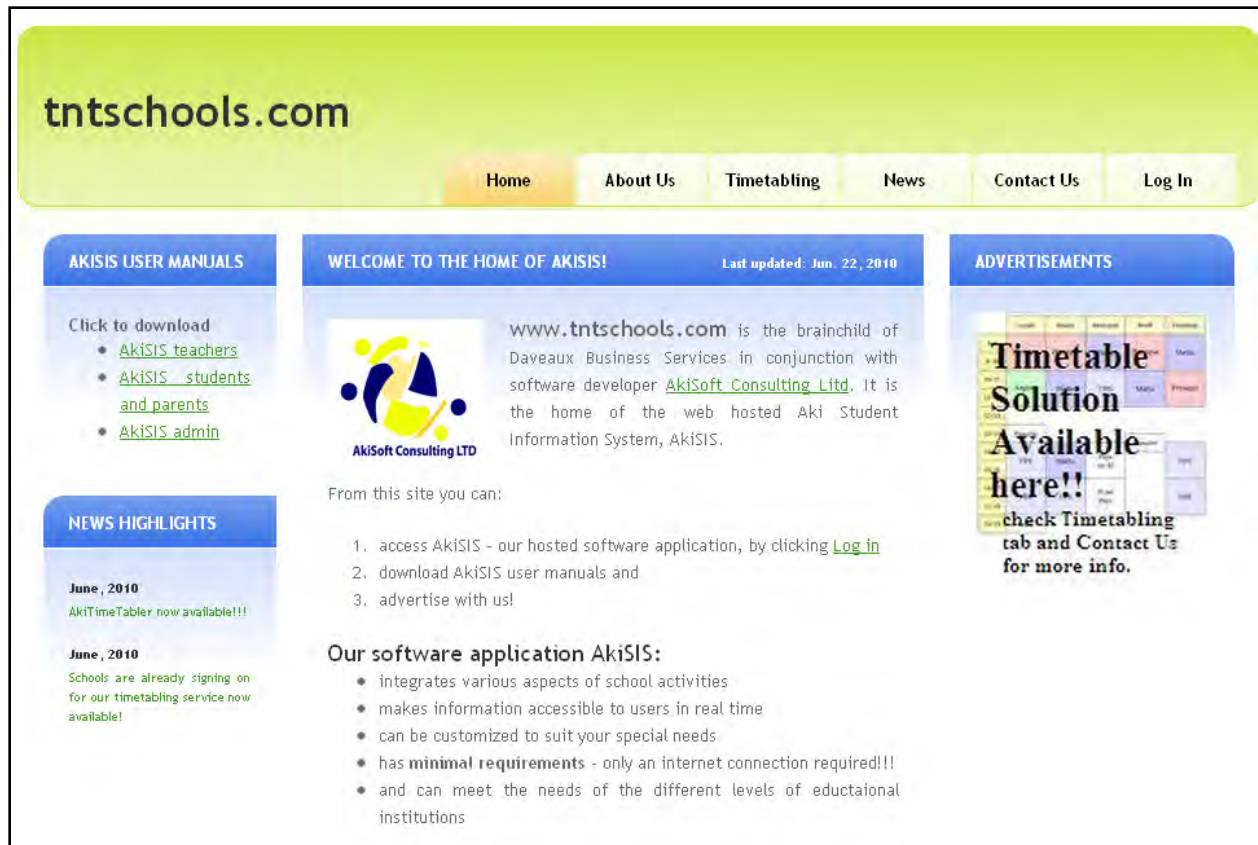 tntschools.com
Home
About Us
Timetabling
News
Contact Us
Log In
AKISIS USER MANUALS
Click to download
• AkiSIS teachers
• AkiSIS students
and parents
• AkiSIS admin
NEWS HIGHLIGHTS
June, 2010
AkiTimeTabler now available!!!
June, 2010
Schools are already signing on
for our timetabling service now
available!
WELCOME TO THE HOME OF AKISIS!
Last updated: Jun. 22, 2010
AkiSoft Consulting LTD
www.tntschools.com is the brainchild of
Daveaux Business Services in conjunction with
software developer AkiSoft Consulting Litd. It is
the home of the web hosted Aki Student
Information System, AkiSIS.
From this site you can:
1. access AkiSIS - our hosted software application, by clicking Log in
2. download AkiSIS user manuals and
3. advertise with us!
Our software application AkiSIS:
• integrates various aspects of school activities
• makes information accessible to users in real time
• can be customized to suit your special needs
• has minimal requirements - only an internet connection required!!!
• and can meet the needs of the different levels of eductaional
institutions
ADVERTISEMENTS
Timetable
Solution
Available
here!!
check Timetabling
tab and Contact Us
for more info.